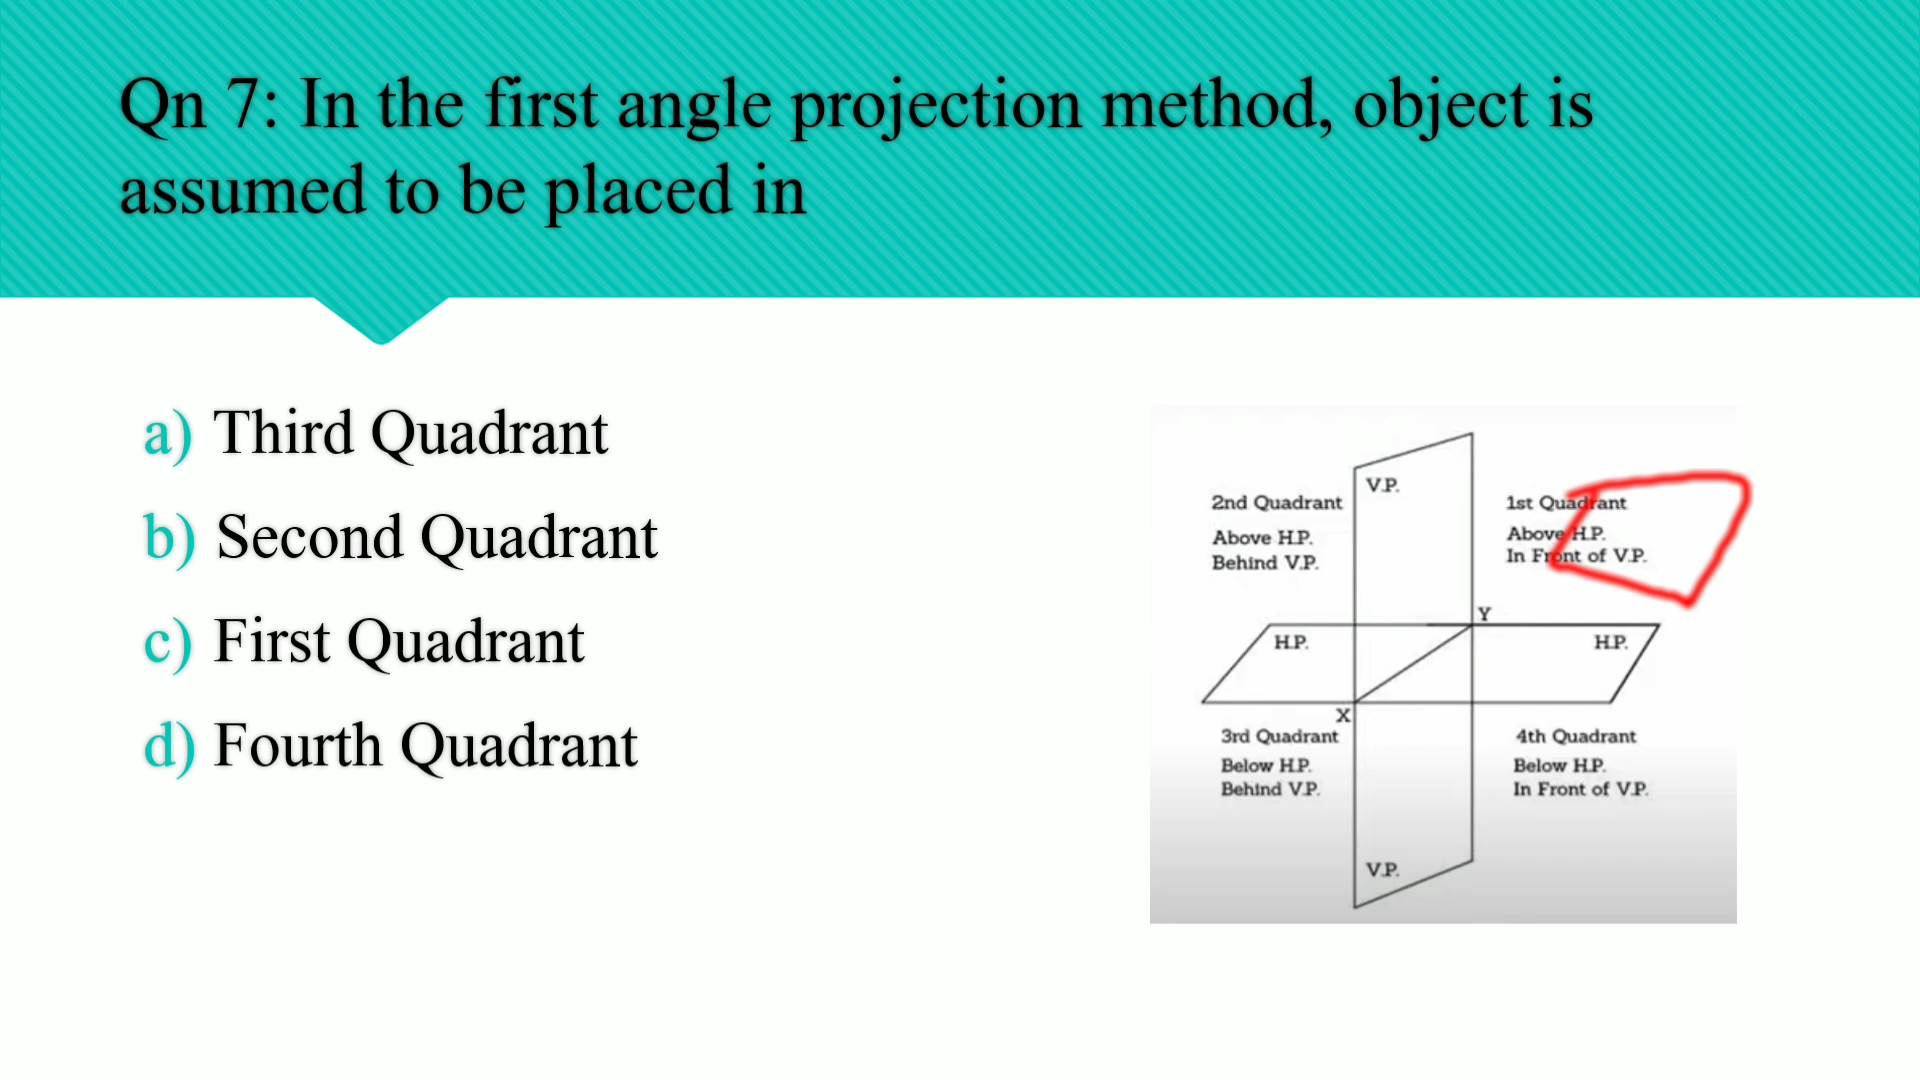 Qn 7: In the first angle projection method, object is
assumed to be placed in
a) Third Quadrant
b) Second Quadrant
c) First Quadrant
d) Fourth Quadrant
V.P.
2nd Quadrant
Above H.P.
Behind V.P.
1st Quadrant
Above H.P.
In Front of V.P.
Y
H.P.
H.P.
X
3rd Quadrant
Below H.P.
Behind V.P.
4th Quadrant
Below H.P.
In Front of V.P.
V.P.